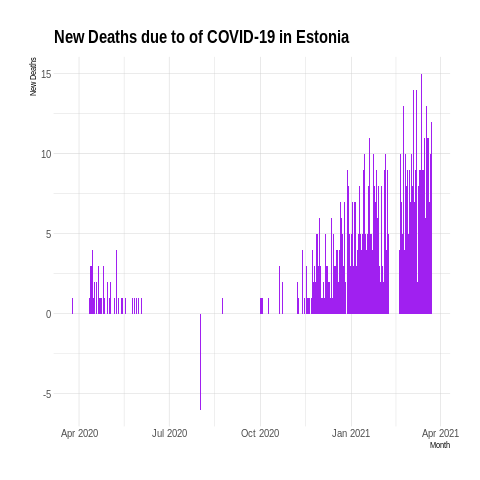 New Deaths due to of COVID-19 in Estonia
New Deaths
15
10
5
0
-5
Apr 2020 Jul 2020 Oct 2020 Jan 2021 Apr 2021
Month